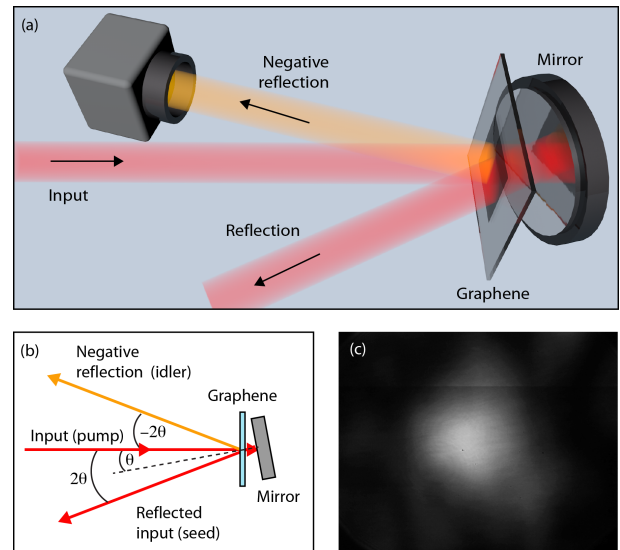 (a)
Negative
reflection
Mirror
Input
Reflection
Graphene
(b)
Negative
reflection (idler)
Graphene
Input (pump)
−2θ
θ
2θ
Mirror
Reflected
input (seed)
(c)